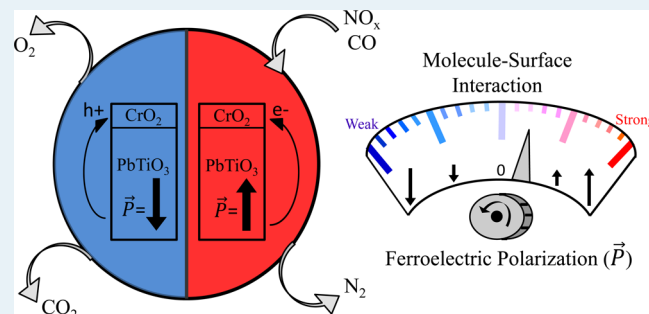 O₂
NOₓ
CO
h+
CrO₂
PbTiO₃
P⃗=
CrO₂
e-
PbTiO₃
P⃗=
CO₂
N₂
Molecule-Surface
Interaction
Weak
Strong
0
Ferroelectric Polarization (P⃗)